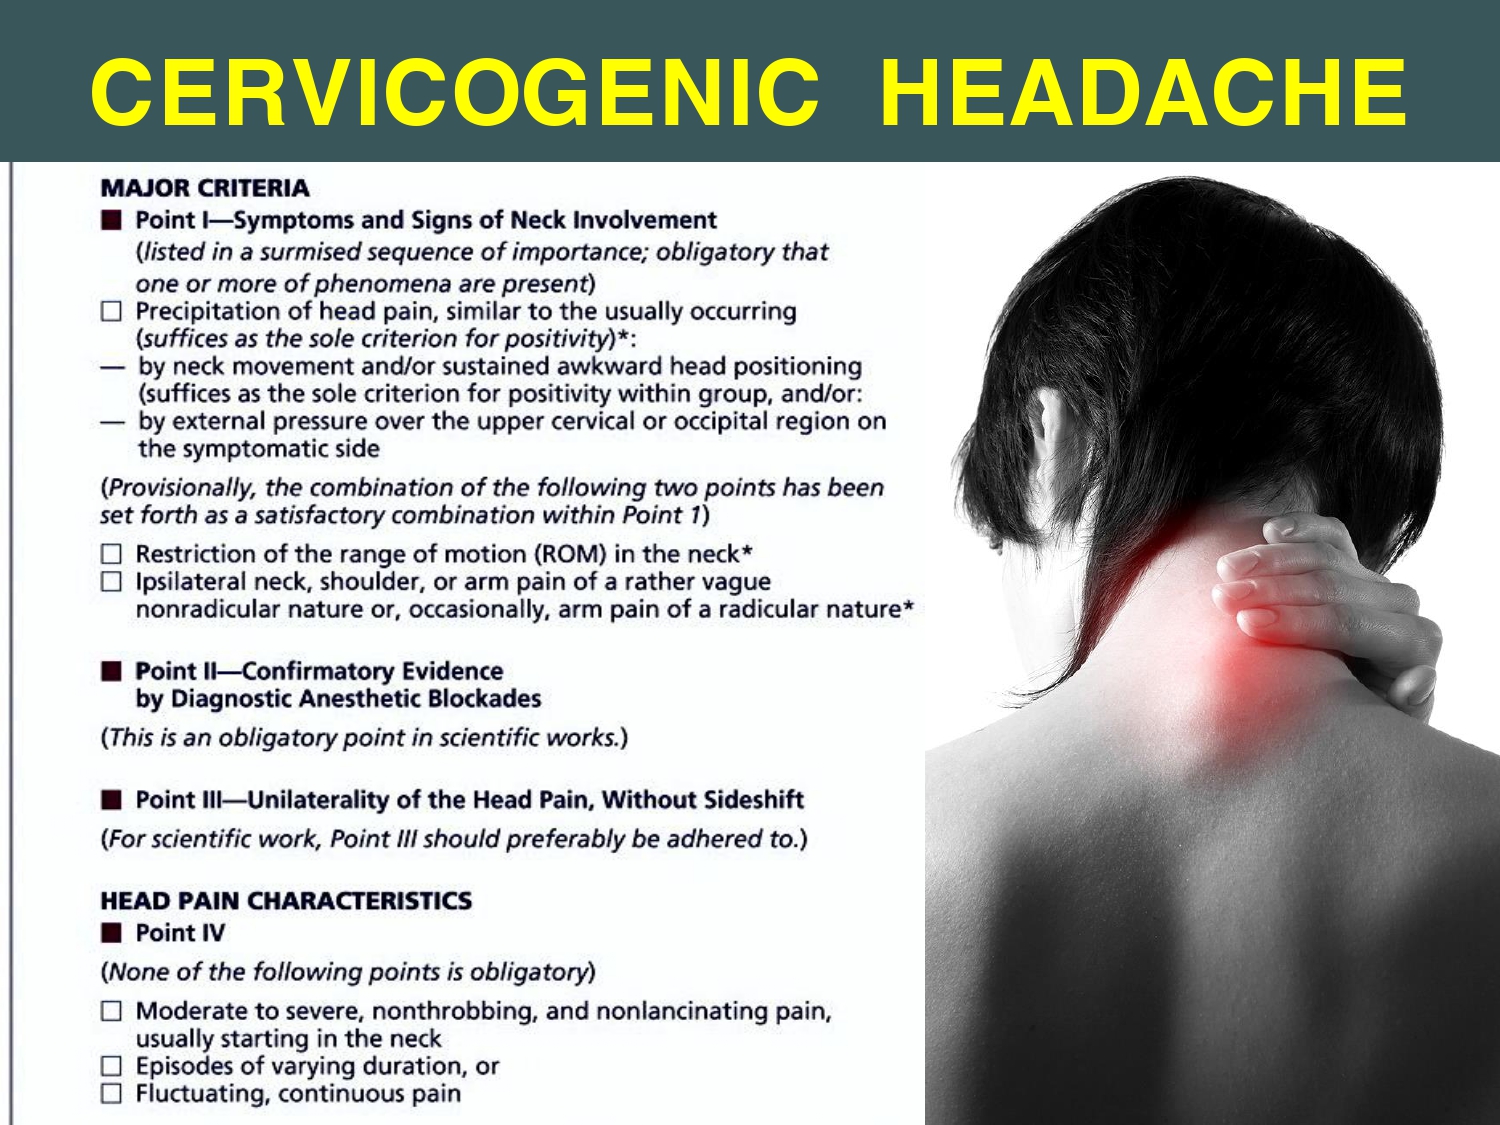 CERVICOGENIC HEADACHE
MAJOR CRITERIA
Point I—Symptoms and Signs of Neck Involvement
(listed in a surmised sequence of importance; obligatory that
one or more of phenomena are present)
Precipitation of head pain, similar to the usually occurring
(suffices as the sole criterion for positivity)*:
— by neck movement and/or sustained awkward head positioning
(suffices as the sole criterion for positivity within group, and/or:
— by external pressure over the upper cervical or occipital region on
the symptomatic side
(Provisionally, the combination of the following two points has been
set forth as a satisfactory combination within Point 1)
Restriction of the range of motion (ROM) in the neck*
Ipsilateral neck, shoulder, or arm pain of a rather vague
nonradicular nature or, occasionally, arm pain of a radicular nature*
Point II—Confirmatory Evidence
by Diagnostic Anesthetic Blockades
(This is an obligatory point in scientific works.)
Point III—Unilaterality of the Head Pain, Without Sideshift
(For scientific work, Point III should preferably be adhered to.)
HEAD PAIN CHARACTERISTICS
Point IV
(None of the following points is obligatory)
Moderate to severe, nonthrobbing, and nonlancinating pain,
usually starting in the neck
Episodes of varying duration, or
Fluctuating, continuous pain